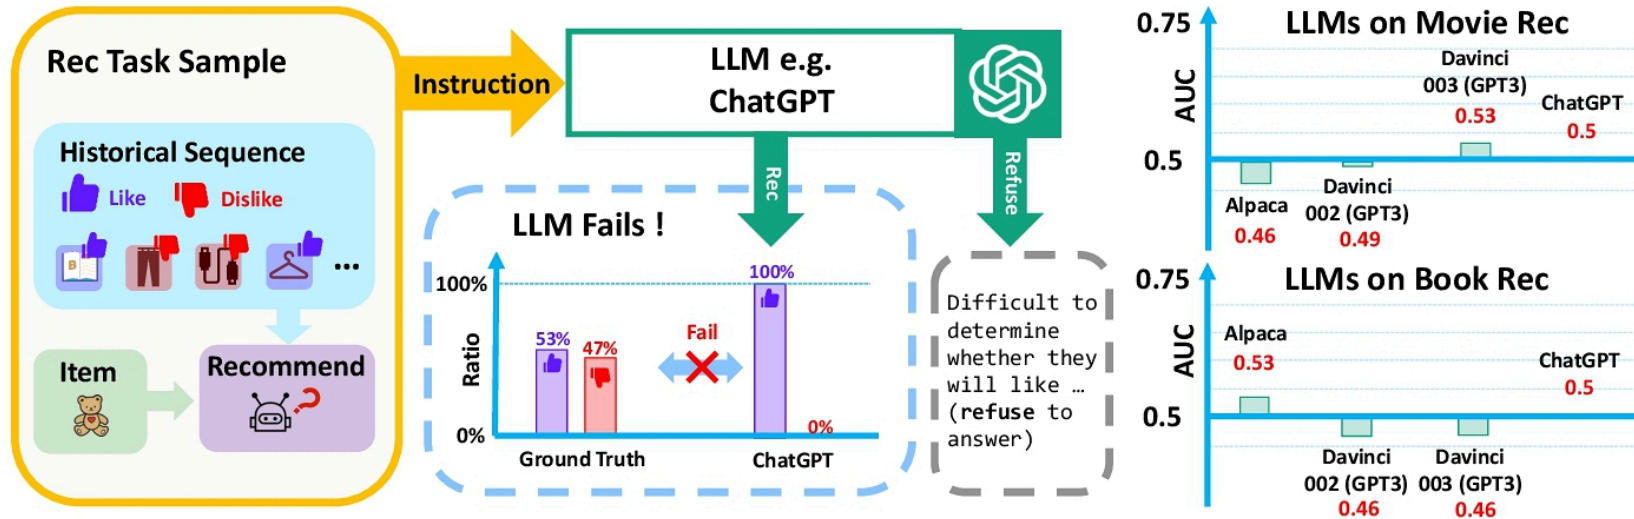 Rec Task Sample
Historical Sequence
Like
Dislike
B
...
Item
Recommend
Instruction
LLM e.g.
ChatGPT
Rec
Refuse
LLM Fails !
100%
0%
Ratio
53%
47%
Fail
100%
0%
Ground Truth
ChatGPT
Difficult to
determine
whether they
will like …
(refuse to
answer)
LLMs on Movie Rec
0.75
0.5
AUC
Alpaca
0.46
Davinci
002 (GPT3)
0.49
Davinci
003 (GPT3)
0.53
ChatGPT
0.5
LLMs on Book Rec
0.75
0.5
AUC
Alpaca
0.53
Davinci
002 (GPT3)
0.46
Davinci
003 (GPT3)
0.46
ChatGPT
0.5